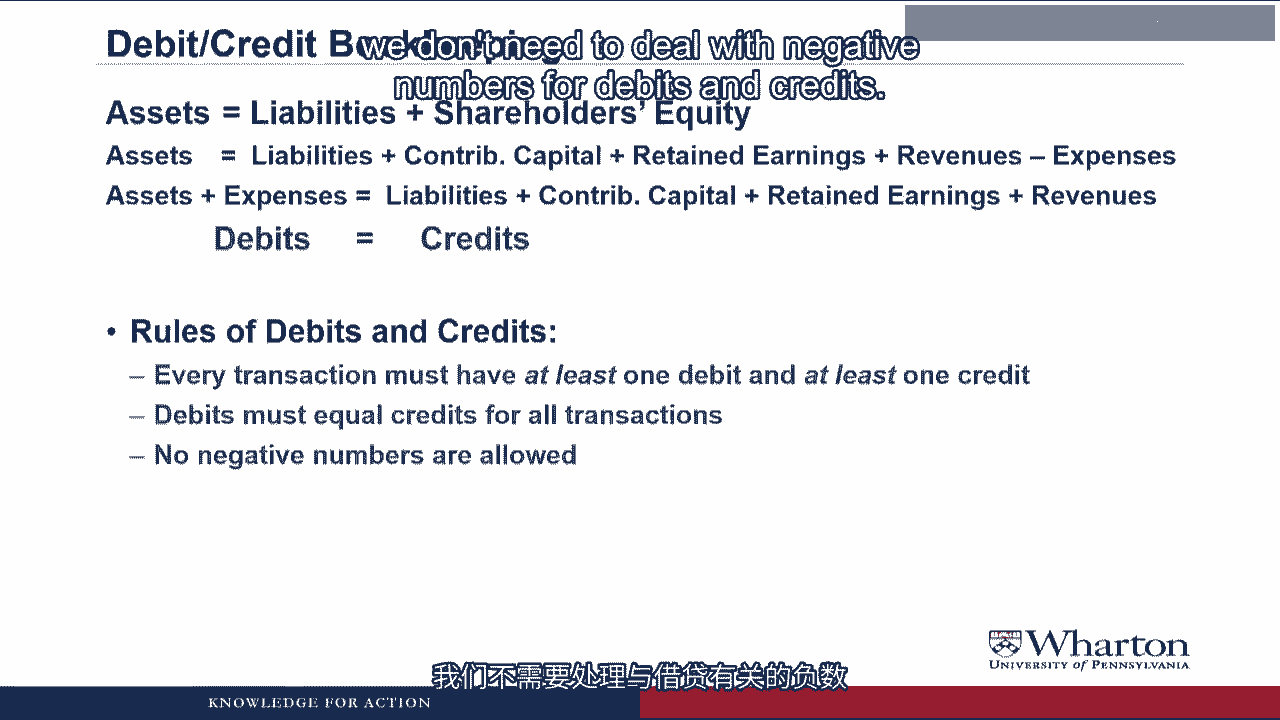 Debit/Credit Bookkeeping
we don't need to deal with negative
numbers for debits and credits.
Assets = Liabilities + Shareholders' Equity
Assets = Liabilities + Contrib. Capital + Retained Earnings + Revenues – Expenses
Assets + Expenses = Liabilities + Contrib. Capital + Retained Earnings + Revenues
Debits = Credits
• Rules of Debits and Credits:
– Every transaction must have at least one debit and at least one credit
– Debits must equal credits for all transactions
– No negative numbers are allowed
Wharton
UNIVERSITY of PENNSYLVANIA
我们不需要处理与借贷有关的负数
KNOWLEDGE FOR ACTION